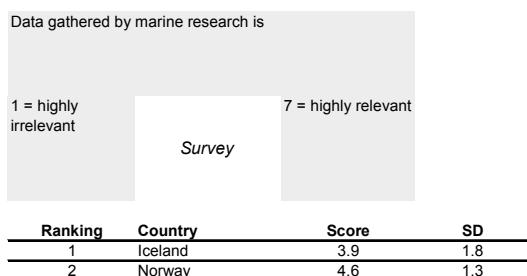 Data gathered by marine research is
1 = highly irrelevant
7 = highly relevant
Survey
Ranking Country Score SD
1 Iceland 3.9 1.8
2 Norway 4.6 1.3